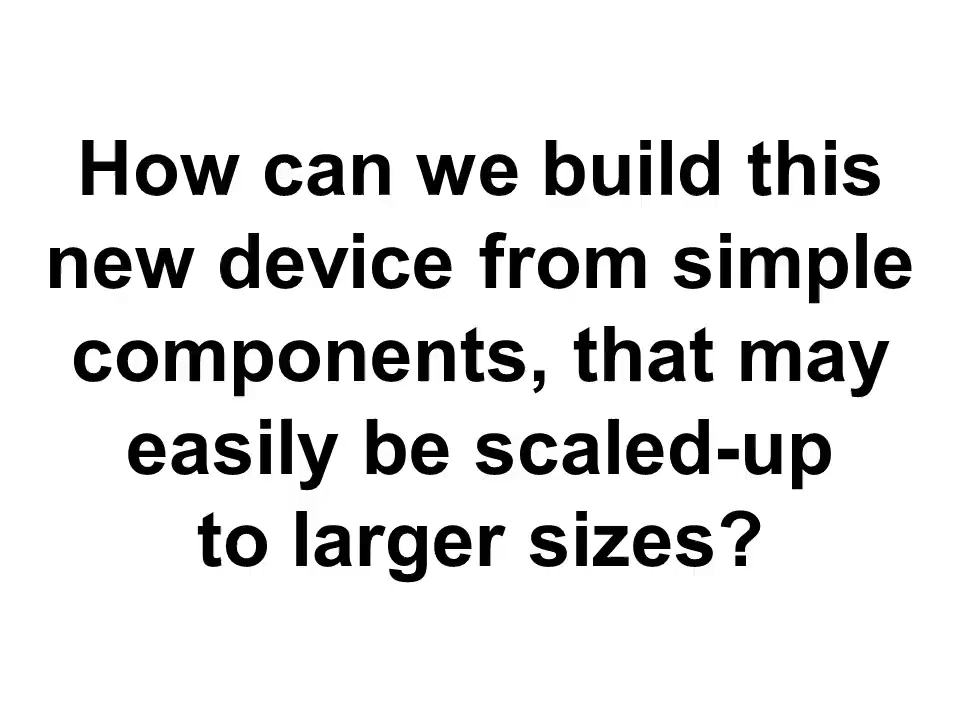 How can we build this
new device from simple
components, that may
easily be scaled-up
to larger sizes?